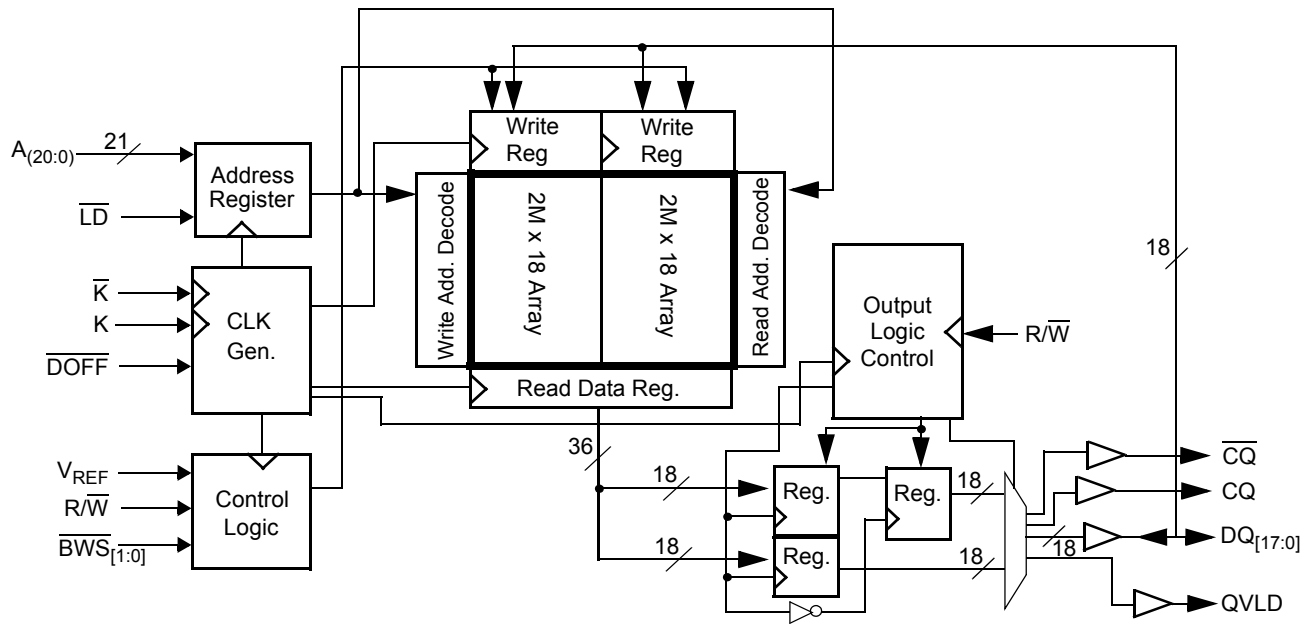 A(20:0)
21
LD
K
K
DOFF
VREF
R/W
BWS[1:0]
Address
Register
CLK
Gen.
Control
Logic
Write
Reg
Write
Reg
Write Add. Decode
2M x 18 Array
2M x 18 Array
Read Add. Decode
Read Data Reg.
36
18
18
Output
Logic
Control
R/W
18
Reg.
Reg.
Reg.
18
18
18
CQ
CQ
DQ[17:0]
QVLD